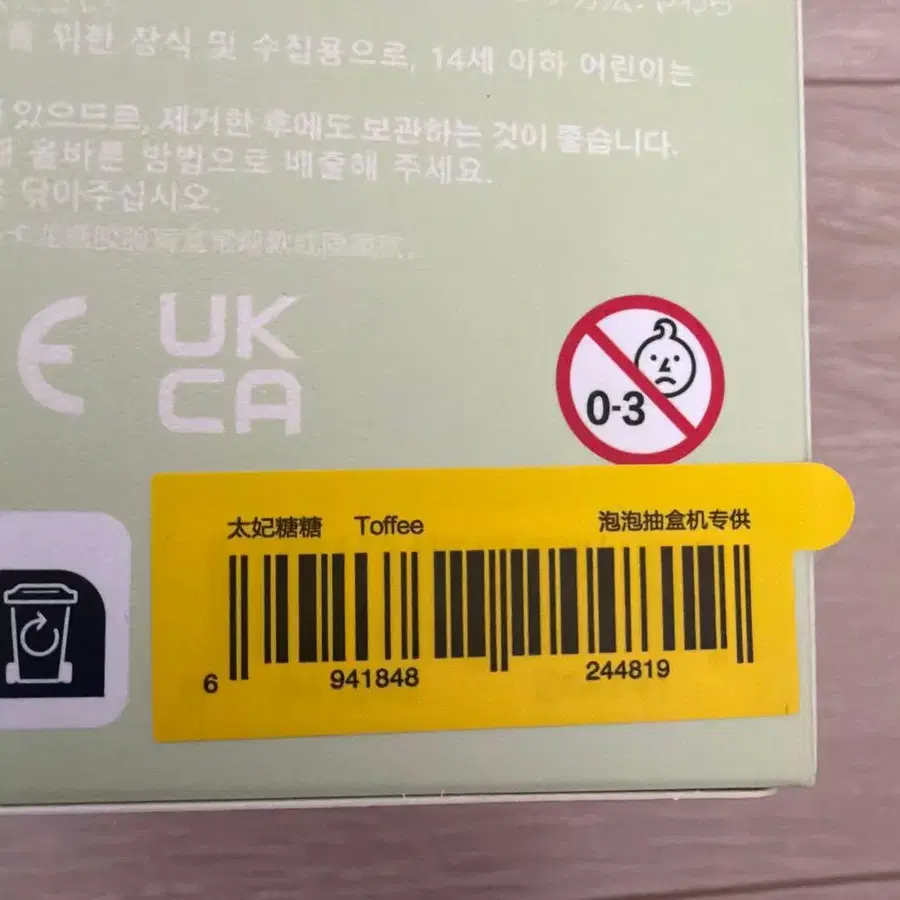 를 위한 장식 및 수집용으로, 14세 이하 어린이는
있으므로, 제거한 후에도 보관하는 것이 좋습니다.
올바른 방법으로 배출해 주세요.
닦아주십시오.
CE
UK
CA
0-3
太妃糖糖 Toffee 泡泡抽盒机专供
6 941848 244819